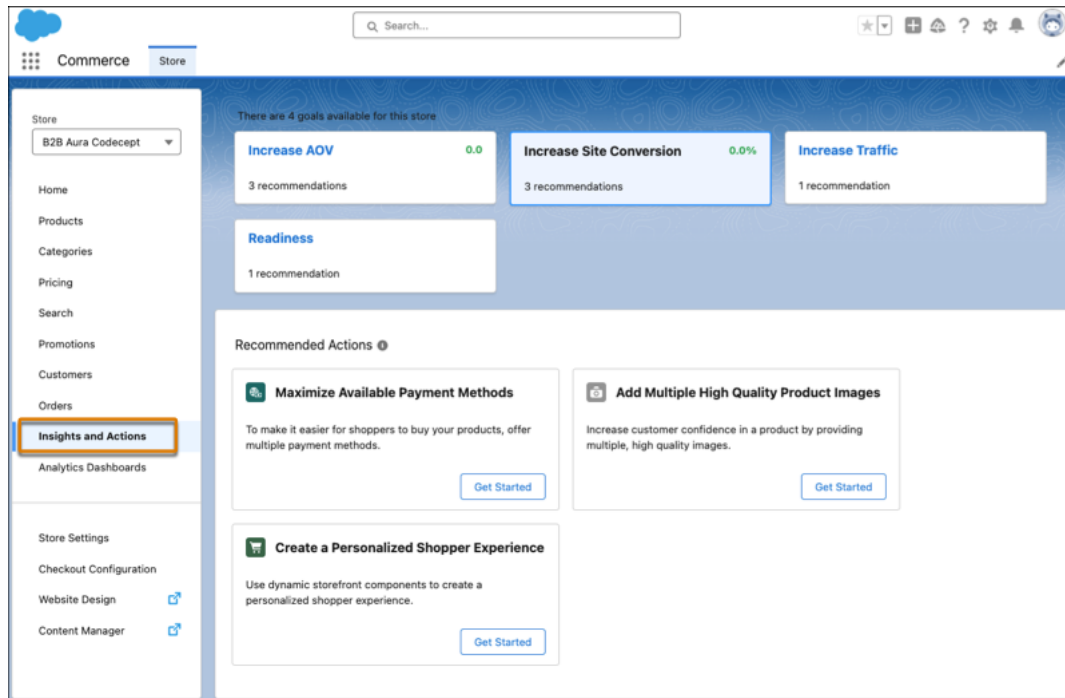 Search...
Commerce
Store
Store
B2B Aura Codecept
Home
Products
Categories
Pricing
Search
Promotions
Customers
Orders
Insights and Actions
Analytics Dashboards
Store Settings
Checkout Configuration
Website Design
Content Manager
There are 4 goals available for this store
Increase AOV 0.0
3 recommendations
Increase Site Conversion 0.0%
3 recommendations
Increase Traffic
1 recommendation
Readiness
1 recommendation
Recommended Actions
Maximize Available Payment Methods
To make it easier for shoppers to buy your products, offer
multiple payment methods.
Get Started
Add Multiple High Quality Product Images
Increase customer confidence in a product by providing
multiple, high quality images.
Get Started
Create a Personalized Shopper Experience
Use dynamic storefront components to create a
personalized shopper experience.
Get Started